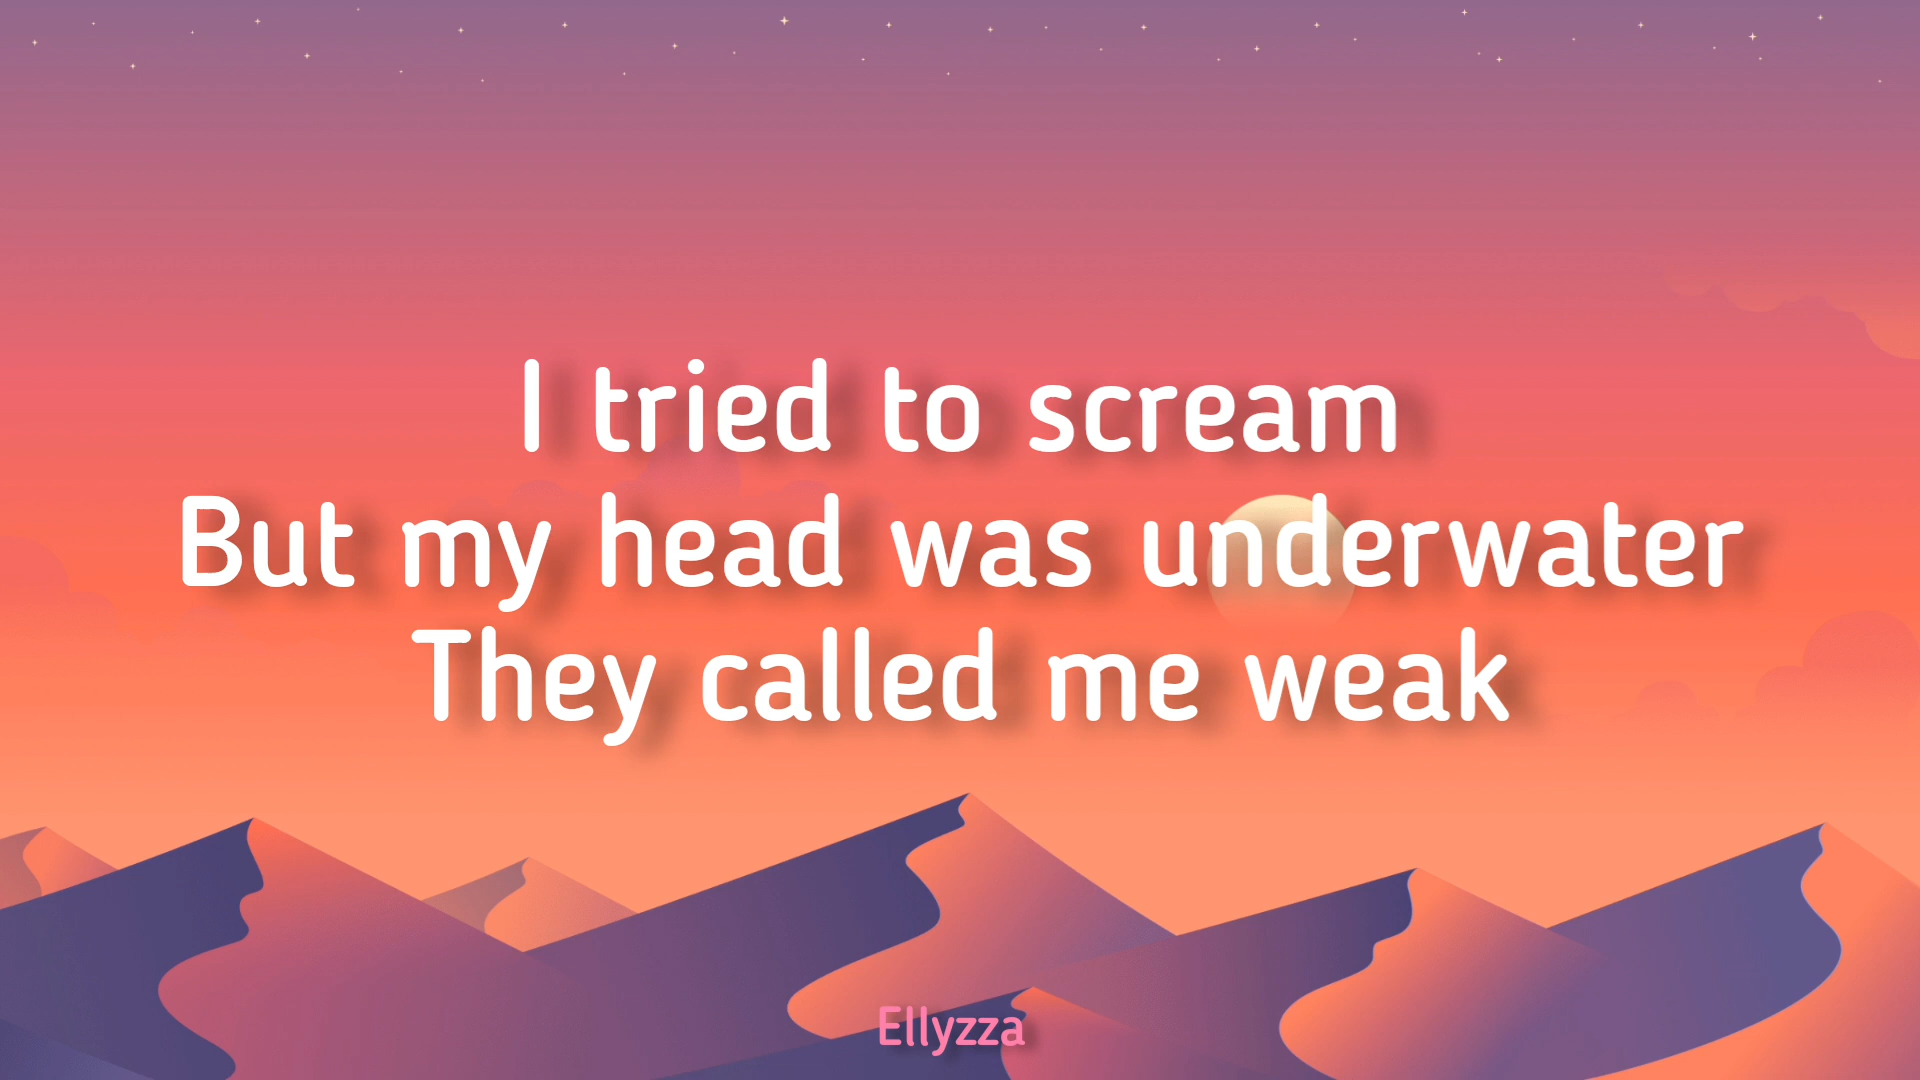 I tried to scream
But my head was underwater
They called me weak
Ellyzza